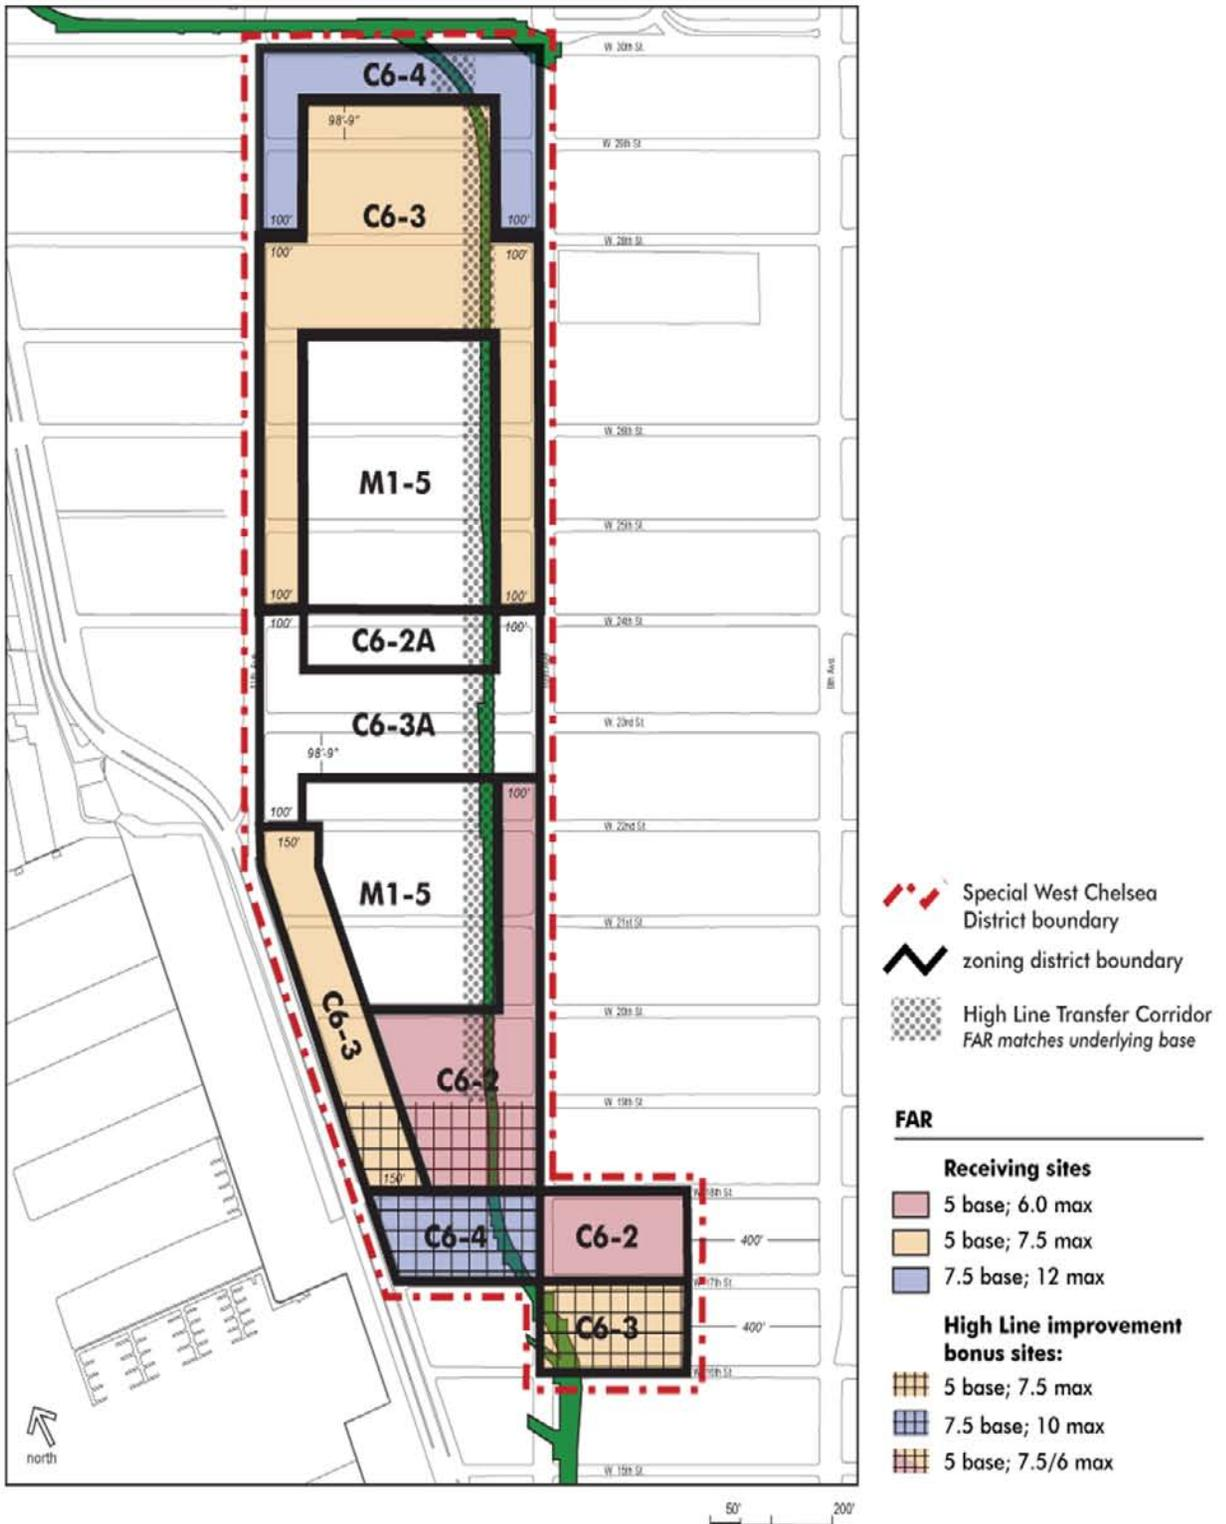 W. 30th St.
C6-4
98'-9"
W. 29th St.
C6-3
100'
100'
W. 28th St.
100'
100'
W. 26th St.
M1-5
W. 25th St.
100'
100'
W. 24th St.
100'
100'
C6-2A
8th Ave.
W. 23rd St.
C6-3A
98'-9"
100'
100'
W. 22nd St.
150'
M1-5
W. 21st St.
W. 20th St.
C6-3
C6-2
W. 19th St.
150'
W. 18th St.
C6-4
C6-2
400'
W. 17th St.
C6-3
400'
W. 16th St.
W. 15th St.
north
Special West Chelsea
District boundary
zoning district boundary
High Line Transfer Corridor
FAR matches underlying base
FAR
Receiving sites
5 base; 6.0 max
5 base; 7.5 max
7.5 base; 12 max
High Line improvement
bonus sites:
5 base; 7.5 max
7.5 base; 10 max
5 base; 7.5/6 max
50'
200'